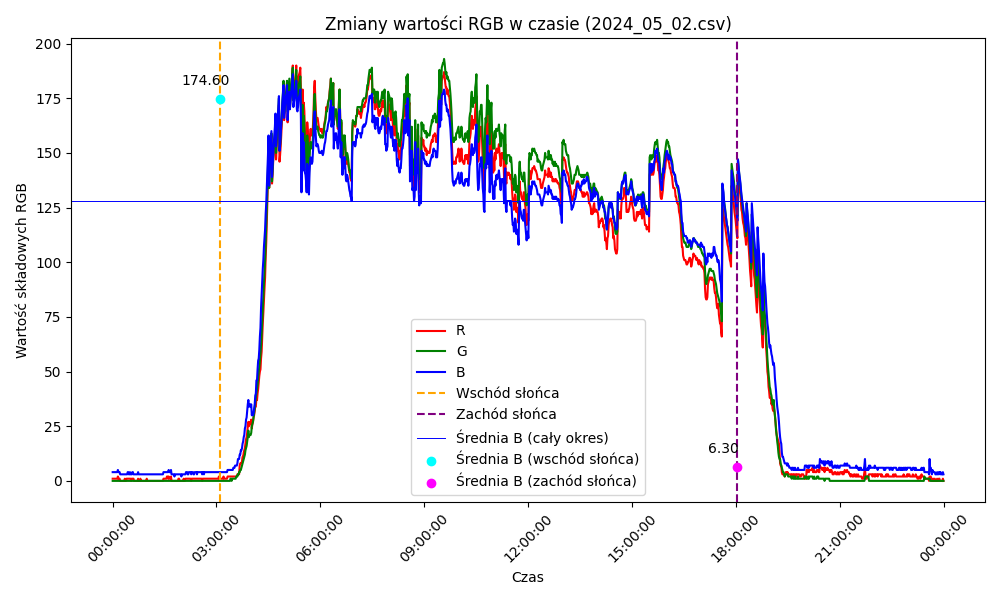 Zmiany wartości RGB w czasie (2024_05_02.csv)
200
175
150
125
100
75
50
25
0
Wartość składowych RGB
174.60
6.30
R
G
B
Wschód słońca
Zachód słońca
Średnia B (cały okres)
Średnia B (wschód słońca)
Średnia B (zachód słońca)
00:00:00
03:00:00
06:00:00
09:00:00
12:00:00
15:00:00
18:00:00
21:00:00
00:00:00
Czas